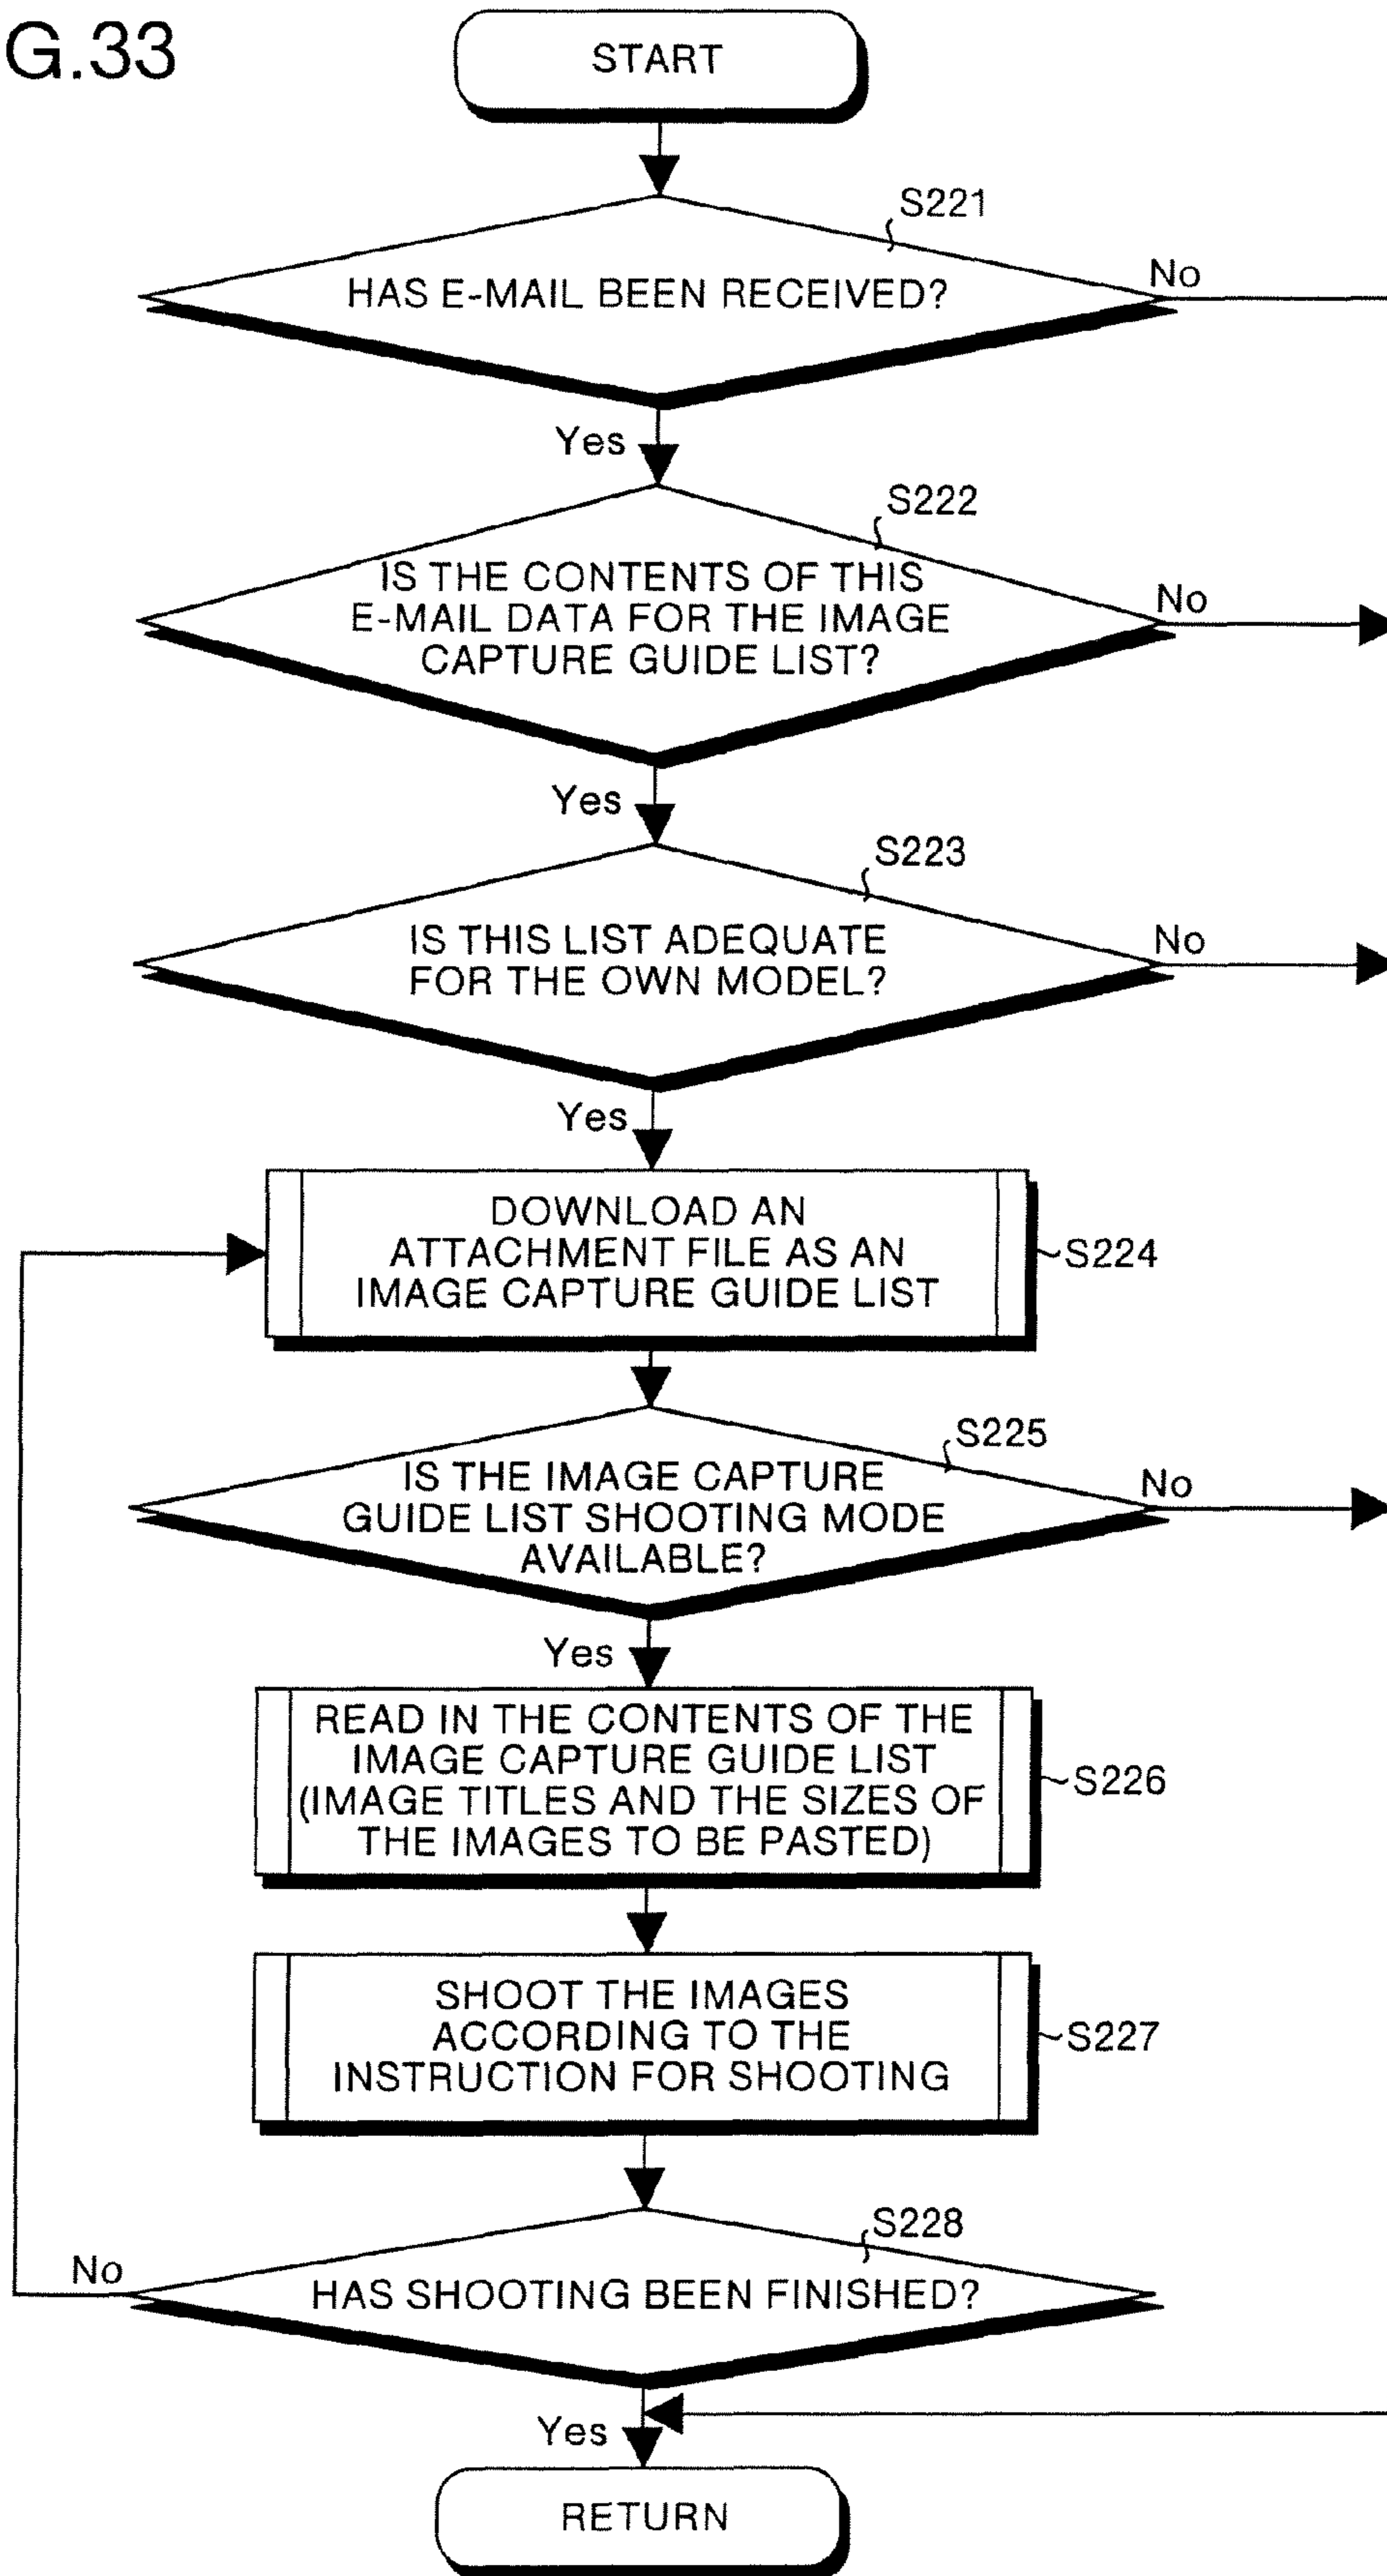 G.33
START
S221
HAS E-MAIL BEEN RECEIVED?
No
Yes
S222
IS THE CONTENTS OF THIS
E-MAIL DATA FOR THE IMAGE
CAPTURE GUIDE LIST?
No
Yes
S223
IS THIS LIST ADEQUATE
FOR THE OWN MODEL?
No
Yes
DOWNLOAD AN
ATTACHMENT FILE AS AN
IMAGE CAPTURE GUIDE LIST
S224
S225
IS THE IMAGE CAPTURE
GUIDE LIST SHOOTING MODE
AVAILABLE?
No
Yes
READ IN THE CONTENTS OF THE
IMAGE CAPTURE GUIDE LIST
(IMAGE TITLES AND THE SIZES OF
THE IMAGES TO BE PASTED)
S226
SHOOT THE IMAGES
ACCORDING TO THE
INSTRUCTION FOR SHOOTING
S227
S228
No
HAS SHOOTING BEEN FINISHED?
Yes
RETURN